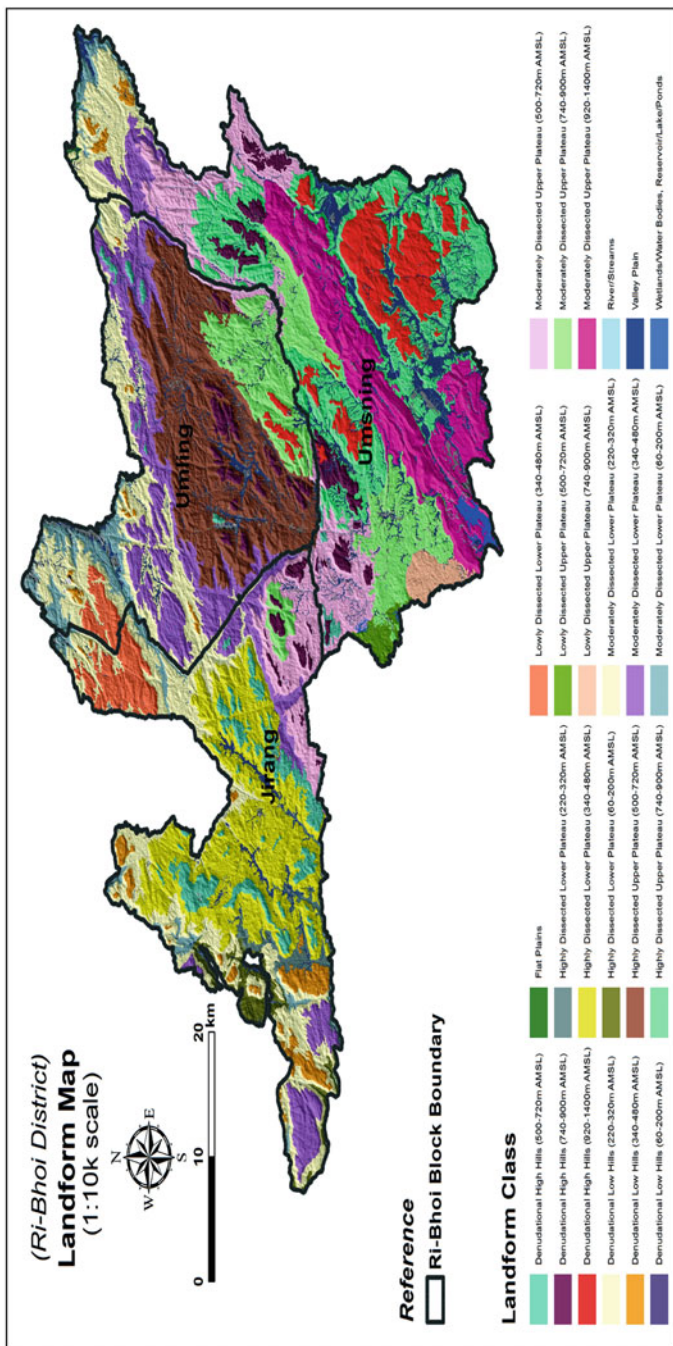 (Ri-Bhoi District)
Landform Map
(1:10k scale)
N
W
E
S
0
10
20
km
Reference
Ri-Bhoi Block Boundary
Jirang
Umling
Umsning
Landform Class
Denudational High Hills (500-720m AMSL)
Denudational High Hills (740-900m AMSL)
Denudational High Hills (920-1400m AMSL)
Denudational Low Hills (220-320m AMSL)
Denudational Low Hills (340-480m AMSL)
Denudational Low Hills (60-200m AMSL)
Flat Plains
Highly Dissected Lower Plateau (220-320m AMSL)
Highly Dissected Lower Plateau (340-480m AMSL)
Highly Dissected Lower Plateau (60-200m AMSL)
Highly Dissected Upper Plateau (500-720m AMSL)
Highly Dissected Upper Plateau (740-900m AMSL)
Lowly Dissected Lower Plateau (340-480m AMSL)
Lowly Dissected Upper Plateau (500-720m AMSL)
Lowly Dissected Upper Plateau (740-900m AMSL)
Moderately Dissected Lower Plateau (220-320m AMSL)
Moderately Dissected Lower Plateau (340-480m AMSL)
Moderately Dissected Lower Plateau (60-200m AMSL)
Moderately Dissected Upper Plateau (500-720m AMSL)
Moderately Dissected Upper Plateau (740-900m AMSL)
Moderately Dissected Upper Plateau (920-1400m AMSL)
River/Streams
Valley Plain
Wetlands/Water Bodies, Reservoir/Lake/Ponds